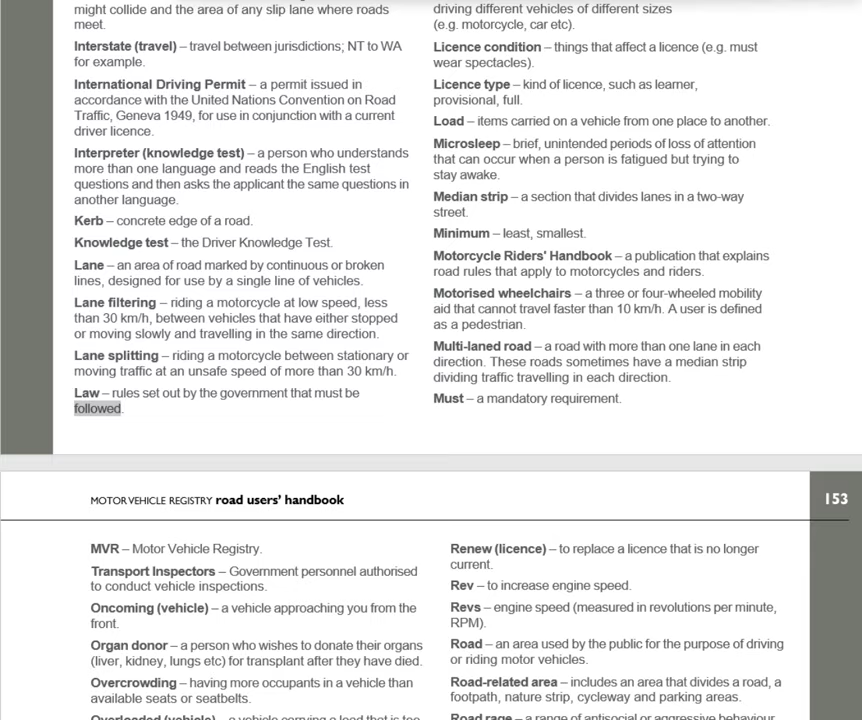 might collide and the area of any slip lane where roads
meet.
Interstate (travel) – travel between jurisdictions; NT to WA
for example.
International Driving Permit – a permit issued in
accordance with the United Nations Convention on Road
Traffic, Geneva 1949, for use in conjunction with a current
driver licence.
Interpreter (knowledge test) – a person who understands
more than one language and reads the English test
questions and then asks the applicant the same questions in
another language.
Kerb – concrete edge of a road.
Knowledge test – the Driver Knowledge Test.
Lane – an area of road marked by continuous or broken
lines, designed for use by a single line of vehicles.
Lane filtering – riding a motorcycle at low speed, less
than 30 km/h, between vehicles that have either stopped
or moving slowly and travelling in the same direction.
Lane splitting – riding a motorcycle between stationary or
moving traffic at an unsafe speed of more than 30 km/h.
Law – rules set out by the government that must be
followed.
driving different vehicles of different sizes
(e.g. motorcycle, car etc).
Licence condition – things that affect a licence (e.g. must
wear spectacles).
Licence type – kind of licence, such as learner,
provisional, full.
Load – items carried on a vehicle from one place to another.
Microsleep – brief, unintended periods of loss of attention
that can occur when a person is fatigued but trying to
stay awake.
Median strip – a section that divides lanes in a two-way
street.
Minimum – least, smallest.
Motorcycle Riders' Handbook – a publication that explains
road rules that apply to motorcycles and riders.
Motorised wheelchairs – a three or four-wheeled mobility
aid that cannot travel faster than 10 km/h. A user is defined
as a pedestrian.
Multi-laned road – a road with more than one lane in each
direction. These roads sometimes have a median strip
dividing traffic travelling in each direction.
Must – a mandatory requirement.
MOTOR VEHICLE REGISTRY road users' handbook
153
MVR – Motor Vehicle Registry.
Transport Inspectors – Government personnel authorised
to conduct vehicle inspections.
Oncoming (vehicle) – a vehicle approaching you from the
front.
Organ donor – a person who wishes to donate their organs
(liver, kidney, lungs etc) for transplant after they have died.
Overcrowding – having more occupants in a vehicle than
available seats or seatbelts.
Overloaded (vehicle) – a vehicle carrying a load that is too
Renew (licence) – to replace a licence that is no longer
current.
Rev – to increase engine speed.
Revs – engine speed (measured in revolutions per minute,
RPM).
Road – an area used by the public for the purpose of driving
or riding motor vehicles.
Road-related area – includes an area that divides a road, a
footpath, nature strip, cycleway and parking areas.
Road rage – a range of antisocial or aggressive behaviour